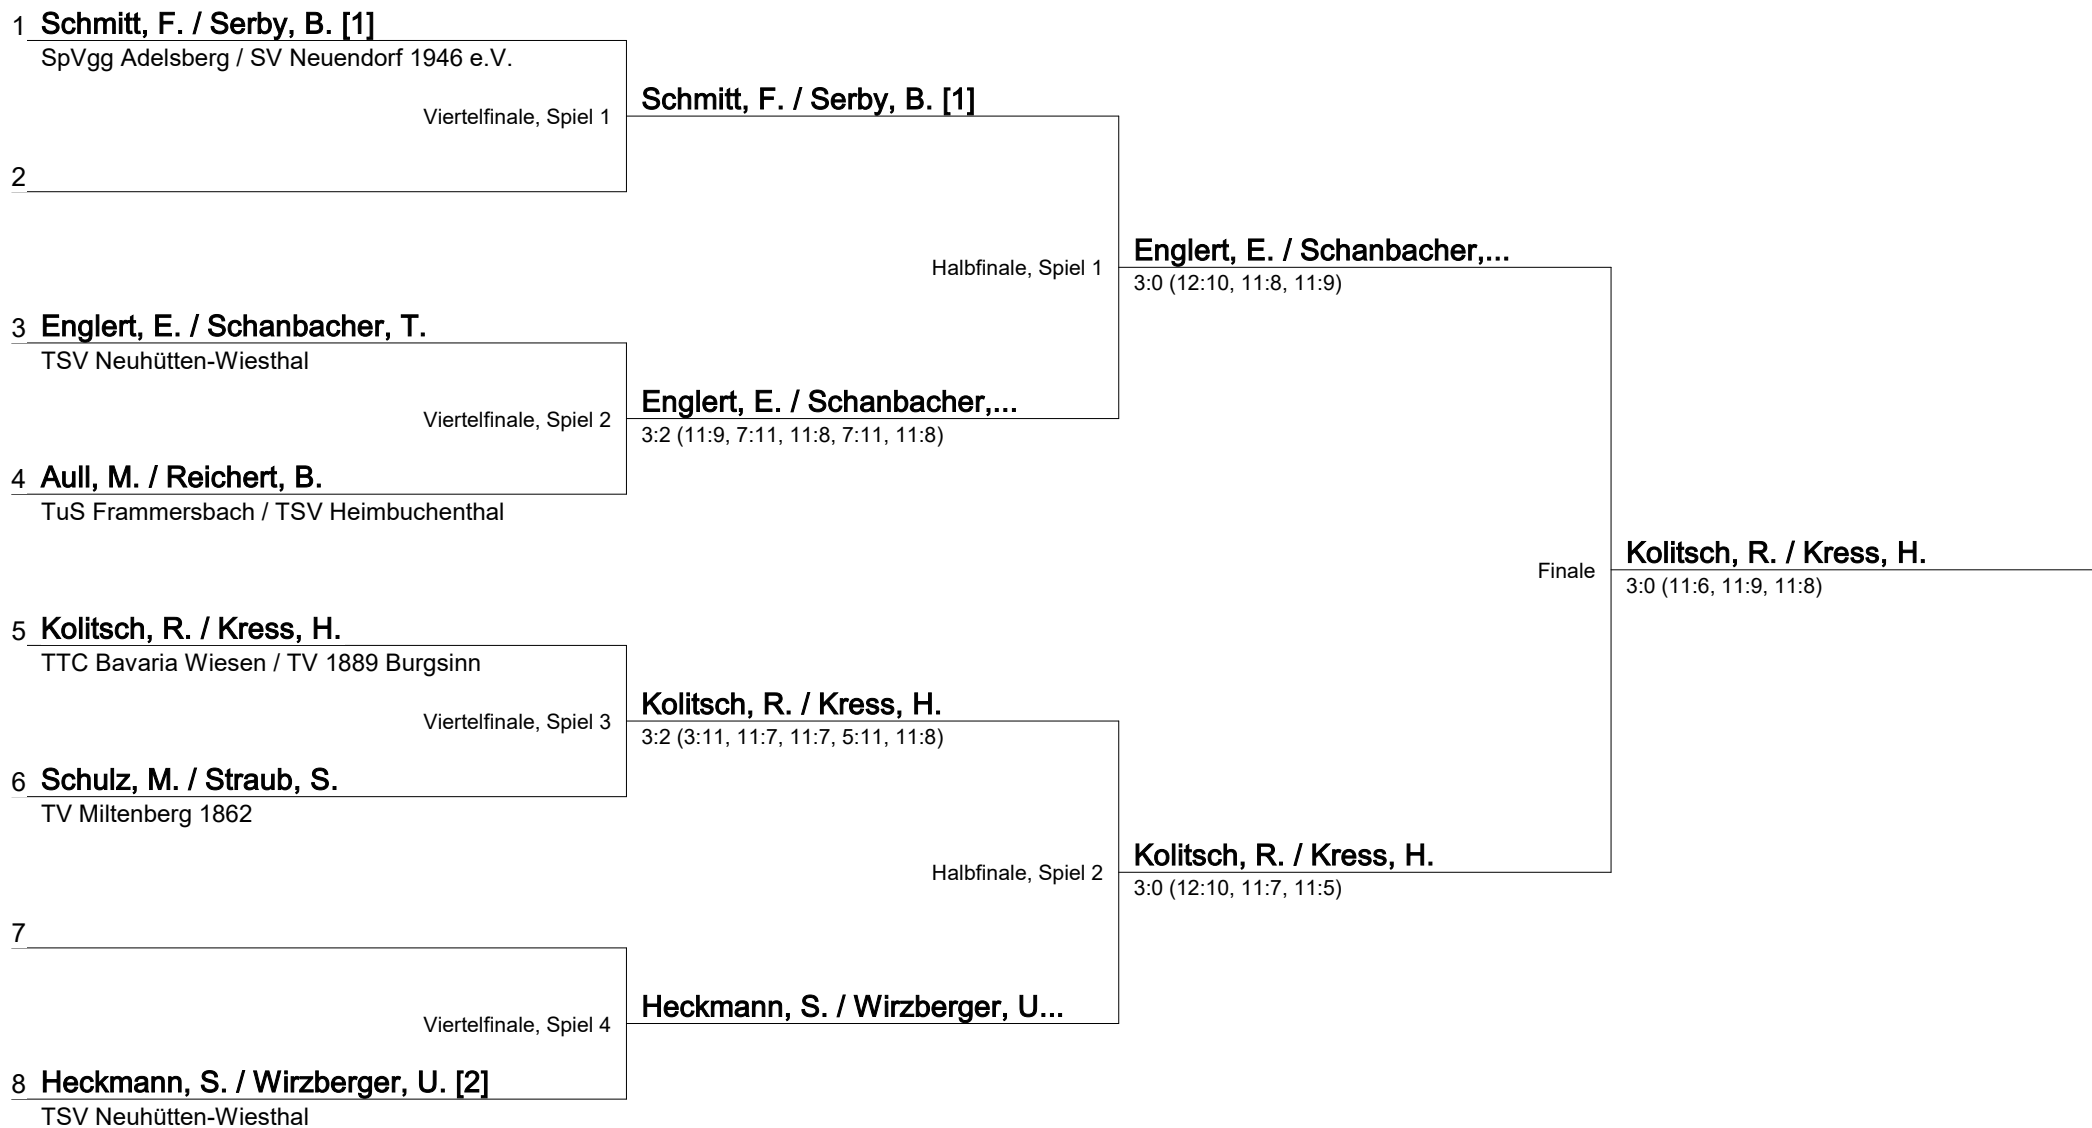 1 Schmitt, F. / Serby, B. [1]
SpVgg Adelsberg / SV Neuendorf 1946 e.V.
Viertelfinale, Spiel 1
Schmitt, F. / Serby, B. [1]
2
Halbfinale, Spiel 1
Englert, E. / Schanbacher,...
3:0 (12:10, 11:8, 11:9)
3 Englert, E. / Schanbacher, T.
TSV Neuhütten-Wiesthal
Viertelfinale, Spiel 2
Englert, E. / Schanbacher,...
3:2 (11:9, 7:11, 11:8, 7:11, 11:8)
4 Aull, M. / Reichert, B.
TuS Frammersbach / TSV Heimbuchenthal
Finale
Kolitsch, R. / Kress, H.
3:0 (11:6, 11:9, 11:8)
5 Kolitsch, R. / Kress, H.
TTC Bavaria Wiesen / TV 1889 Burgsinn
Viertelfinale, Spiel 3
Kolitsch, R. / Kress, H.
3:2 (3:11, 11:7, 11:7, 5:11, 11:8)
6 Schulz, M. / Straub, S.
TV Miltenberg 1862
Halbfinale, Spiel 2
Kolitsch, R. / Kress, H.
3:0 (12:10, 11:7, 11:5)
7
Viertelfinale, Spiel 4
Heckmann, S. / Wirzberger, U...
8 Heckmann, S. / Wirzberger, U. [2]
TSV Neuhütten-Wiesthal